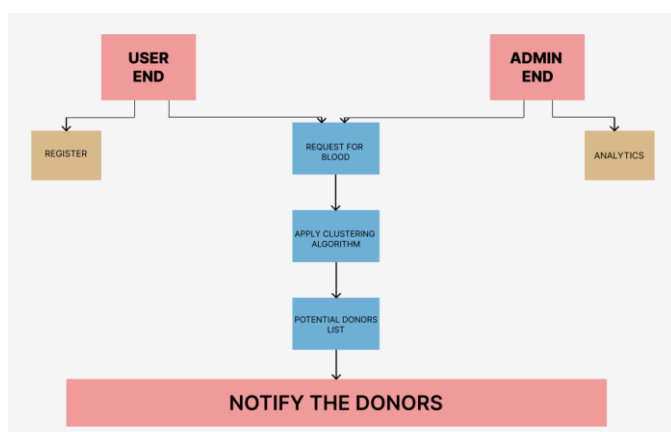 USER
END
ADMIN
END
REGISTER
REQUEST FOR
BLOOD
ANALYTICS
APPLY CLUSTERING
ALGORITHM
POTENTIAL DONORS
LIST
NOTIFY THE DONORS